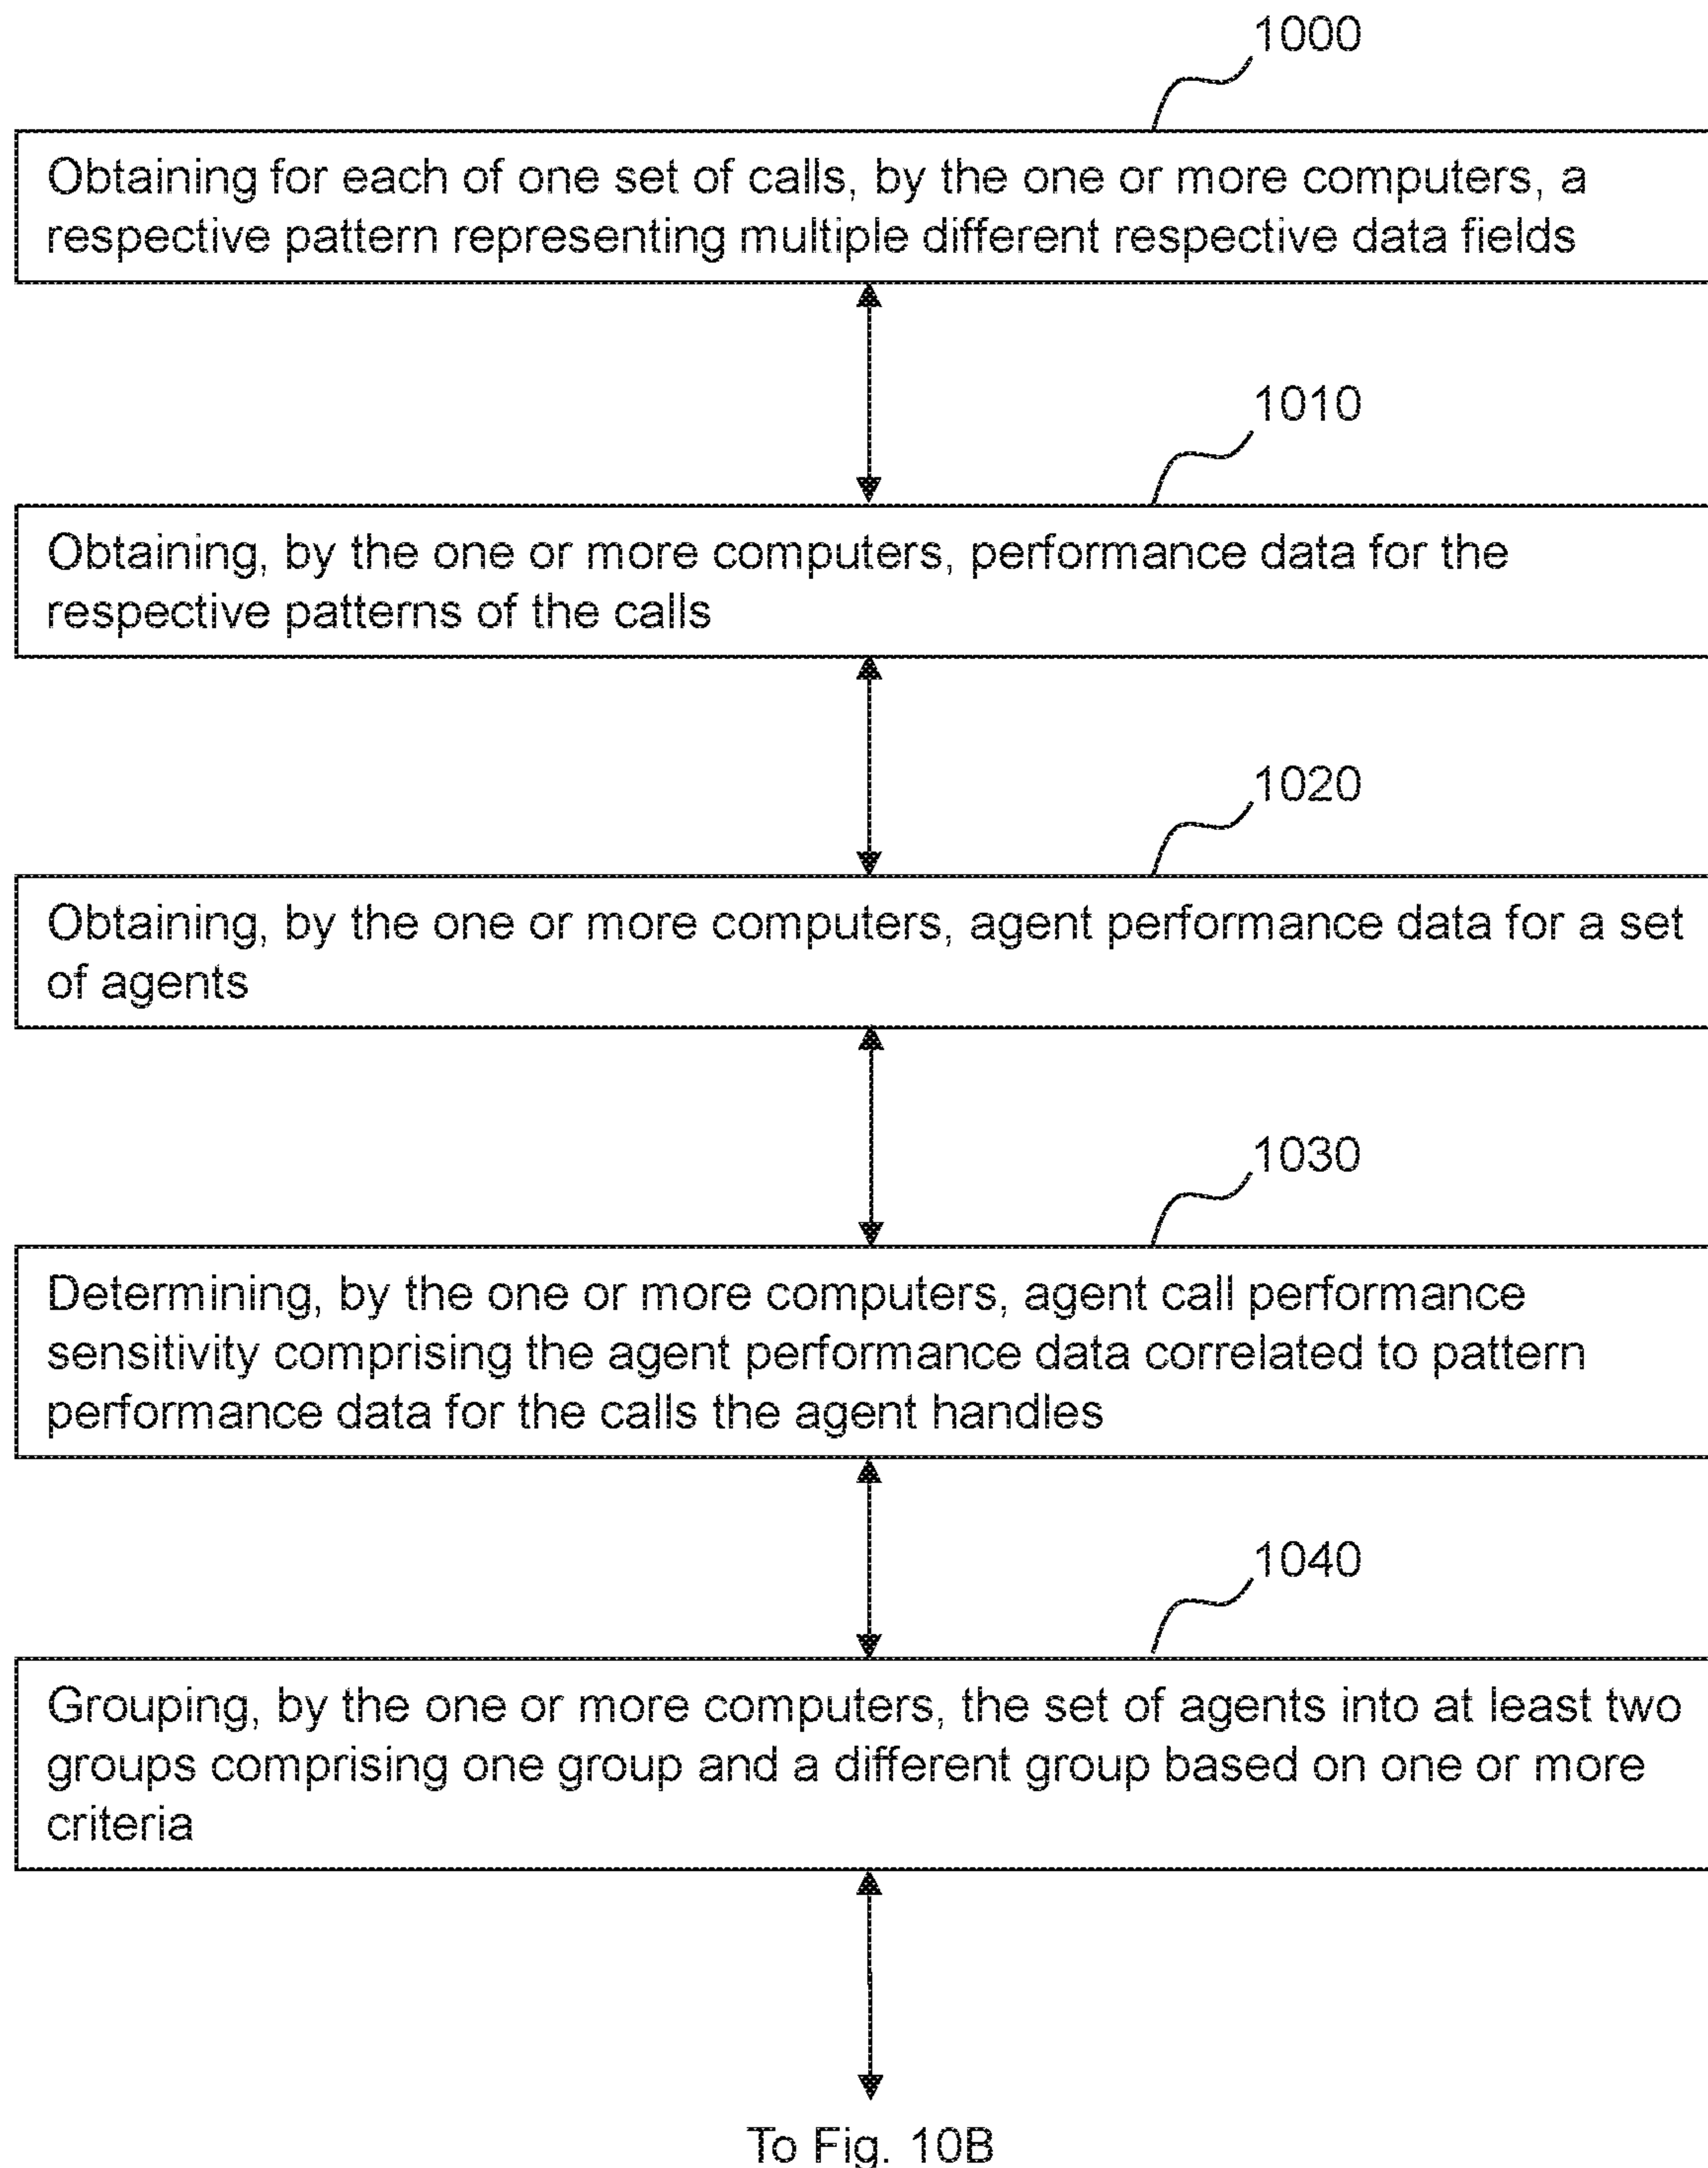 1000
Obtaining for each of one set of calls, by the one or more computers, a
respective pattern representing multiple different respective data fields
1010
Obtaining, by the one or more computers, performance data for the
respective patterns of the calls
1020
Obtaining, by the one or more computers, agent performance data for a set
of agents
1030
Determining, by the one or more computers, agent call performance
sensitivity comprising the agent performance data correlated to pattern
performance data for the calls the agent handles
1040
Grouping, by the one or more computers, the set of agents into at least two
groups comprising one group and a different group based on one or more
criteria
To Fig. 10B